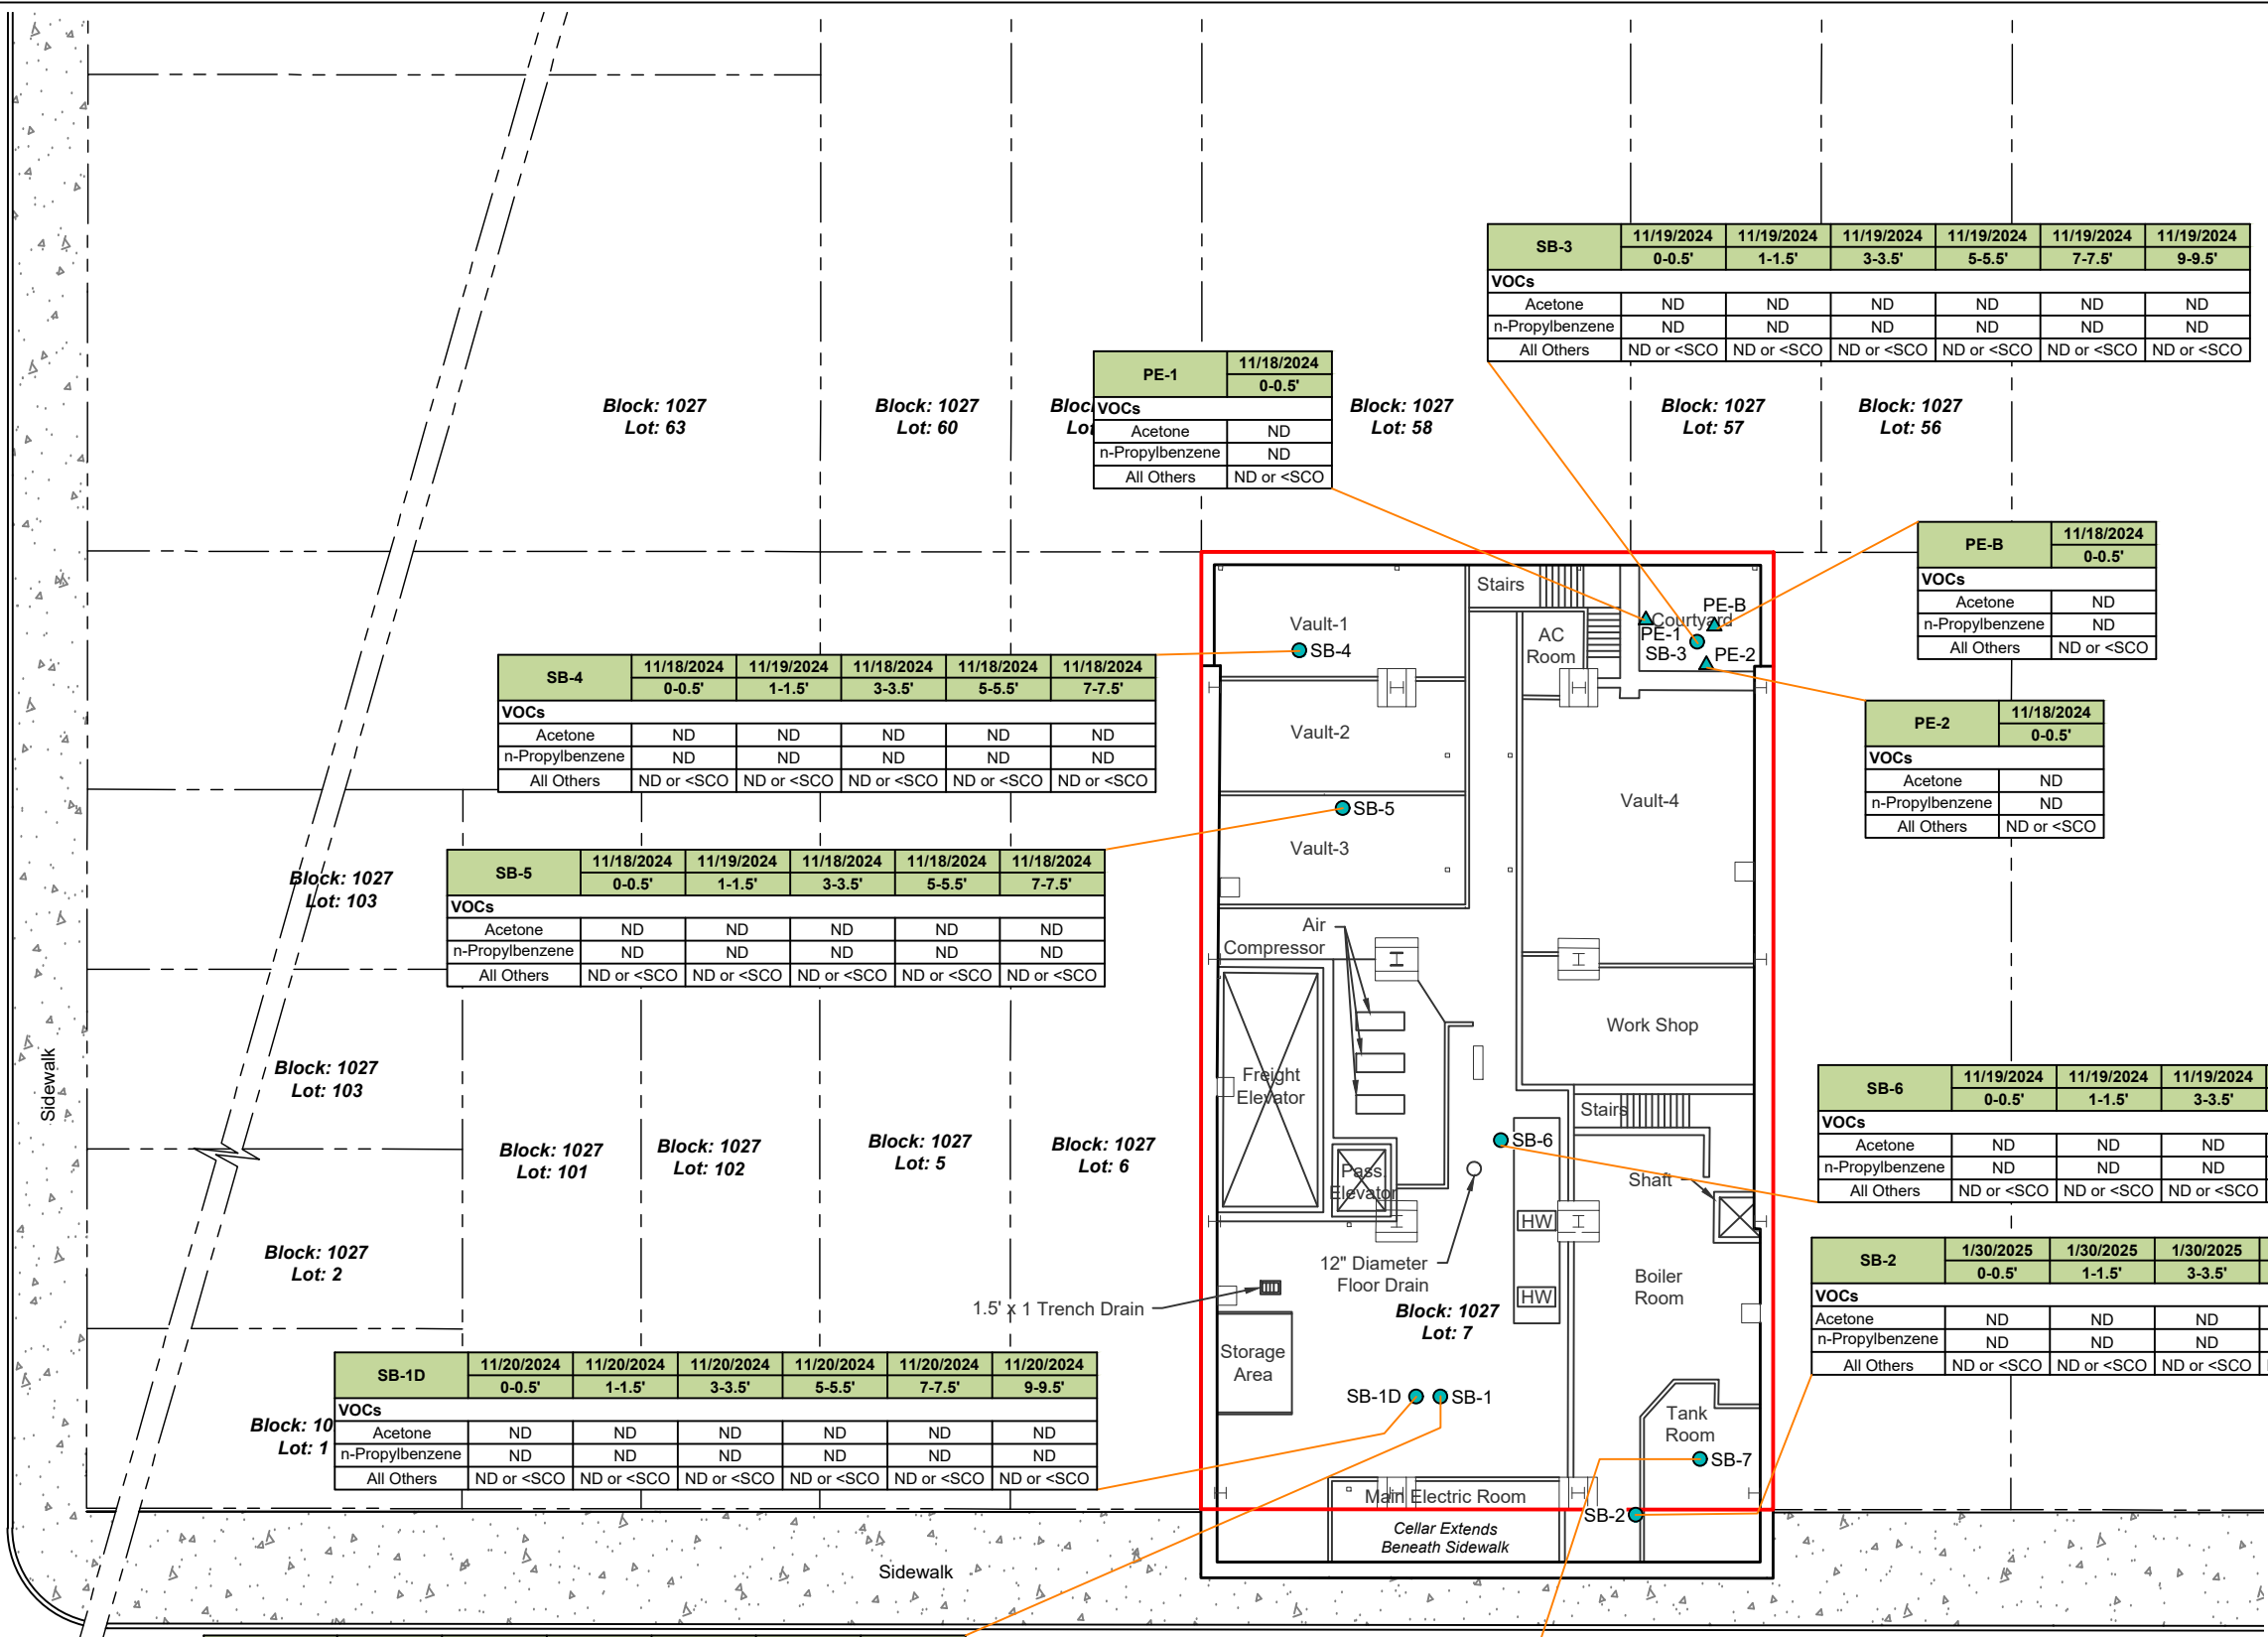 SB-3 11/19/2024 11/19/2024 11/19/2024 11/19/2024 11/19/2024 11/19/2024
0-0.5' 1-1.5' 3-3.5' 5-5.5' 7-7.5' 9-9.5'
VOCs
Acetone ND ND ND ND ND ND
n-Propylbenzene ND ND ND ND ND ND
All Others ND or <SCO ND or <SCO ND or <SCO ND or <SCO ND or <SCO ND or <SCO
PE-1 11/18/2024
0-0.5'
VOCs
Acetone ND
n-Propylbenzene ND
All Others ND or <SCO
Block: 1027
Lot: 63
Block: 1027
Lot: 60
Block: 1027
Lot: 58
Block: 1027
Lot: 57
Block: 1027
Lot: 56
PE-B 11/18/2024
0-0.5'
VOCs
Acetone ND
n-Propylbenzene ND
All Others ND or <SCO
Stairs
Vault-1
SB-4
AC
Room
PE-B
Courtyard
PE-1
SB-3
PE-2
SB-4 11/18/2024 11/19/2024 11/18/2024 11/18/2024 11/18/2024
0-0.5' 1-1.5' 3-3.5' 5-5.5' 7-7.5'
VOCs
Acetone ND ND ND ND ND
n-Propylbenzene ND ND ND ND ND
All Others ND or <SCO ND or <SCO ND or <SCO ND or <SCO ND or <SCO
PE-2 11/18/2024
0-0.5'
VOCs
Acetone ND
n-Propylbenzene ND
All Others ND or <SCO
Vault-2
Vault-4
SB-5
Vault-3
SB-5 11/18/2024 11/19/2024 11/18/2024 11/18/2024 11/18/2024
0-0.5' 1-1.5' 3-3.5' 5-5.5' 7-7.5'
VOCs
Acetone ND ND ND ND ND
n-Propylbenzene ND ND ND ND ND
All Others ND or <SCO ND or <SCO ND or <SCO ND or <SCO ND or <SCO
Block: 1027
Lot: 103
Air
Compressor
Work Shop
Sidewalk
Block: 1027
Lot: 103
Freight
Elevator
Stairs
SB-6 11/19/2024 11/19/2024 11/19/2024
0-0.5' 1-1.5' 3-3.5'
VOCs
Acetone ND ND ND
n-Propylbenzene ND ND ND
All Others ND or <SCO ND or <SCO ND or <SCO
Block: 1027
Lot: 101
Block: 1027
Lot: 102
Block: 1027
Lot: 5
Block: 1027
Lot: 6
SB-6
Pass.
Elevator
Shaft
HW
Block: 1027
Lot: 2
12" Diameter
Floor Drain
Boiler
Room
HW
1.5' x 1 Trench Drain
Block: 1027
Lot: 7
SB-2 1/30/2025 1/30/2025 1/30/2025
0-0.5' 1-1.5' 3-3.5'
VOCs
Acetone ND ND ND
n-Propylbenzene ND ND ND
All Others ND or <SCO ND or <SCO ND or <SCO
Storage
Area
SB-1D 11/20/2024 11/20/2024 11/20/2024 11/20/2024 11/20/2024 11/20/2024
0-0.5' 1-1.5' 3-3.5' 5-5.5' 7-7.5' 9-9.5'
VOCs
Acetone ND ND ND ND ND ND
n-Propylbenzene ND ND ND ND ND ND
All Others ND or <SCO ND or <SCO ND or <SCO ND or <SCO ND or <SCO ND or <SCO
Block: 10
Lot: 1
SB-1D
SB-1
Tank
Room
SB-7
Main Electric Room
SB-2
Cellar Extends
Beneath Sidewalk
Sidewalk